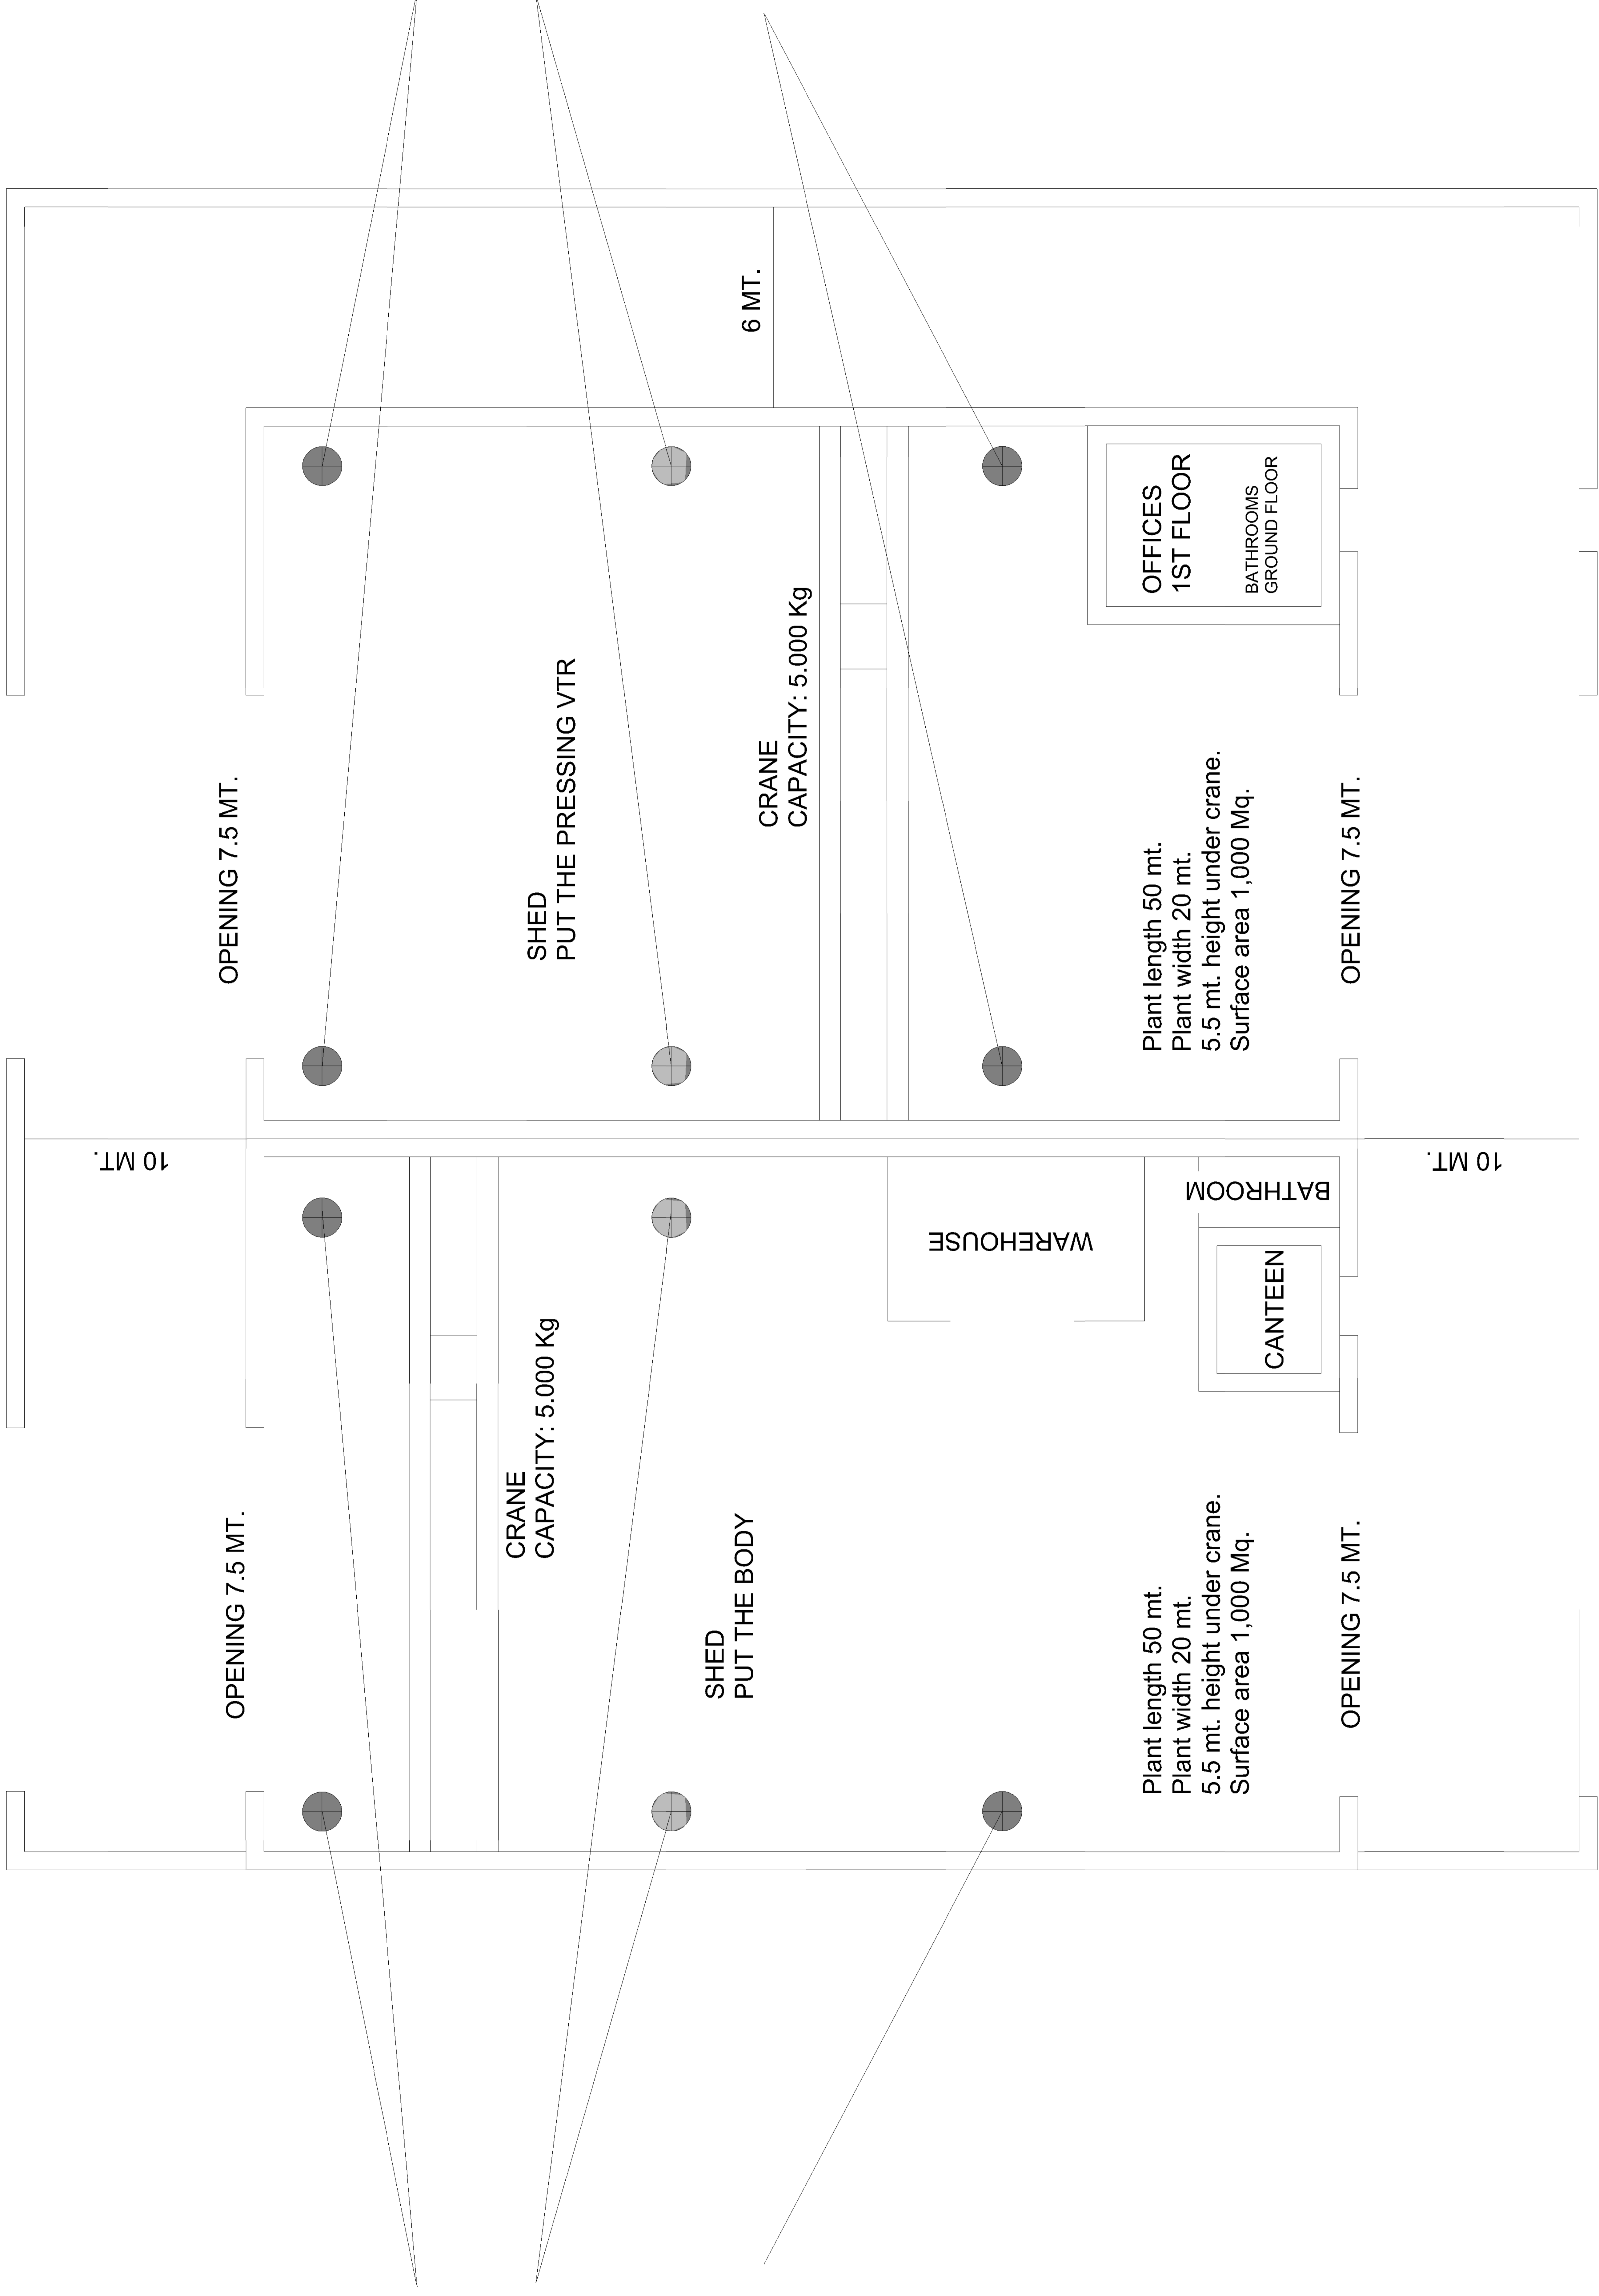 OPENING 7.5 MT.
OPENING 7.5 MT.
10 MT.
6 MT.
SHED
PUT THE PRESSING VTR
CRANE
CAPACITY: 5.000 Kg
CRANE
CAPACITY: 5.000 Kg
SHED
PUT THE BODY
WAREHOUSE
BATHROOM
CANTEEN
OFFICES
1ST FLOOR
BATHROOMS
GROUND FLOOR
Plant length 50 mt.
Plant width 20 mt.
5.5 mt. height under crane.
Surface area 1,000 Mq.
Plant length 50 mt.
Plant width 20 mt.
5.5 mt. height under crane.
Surface area 1,000 Mq.
OPENING 7.5 MT.
OPENING 7.5 MT.
10 MT.